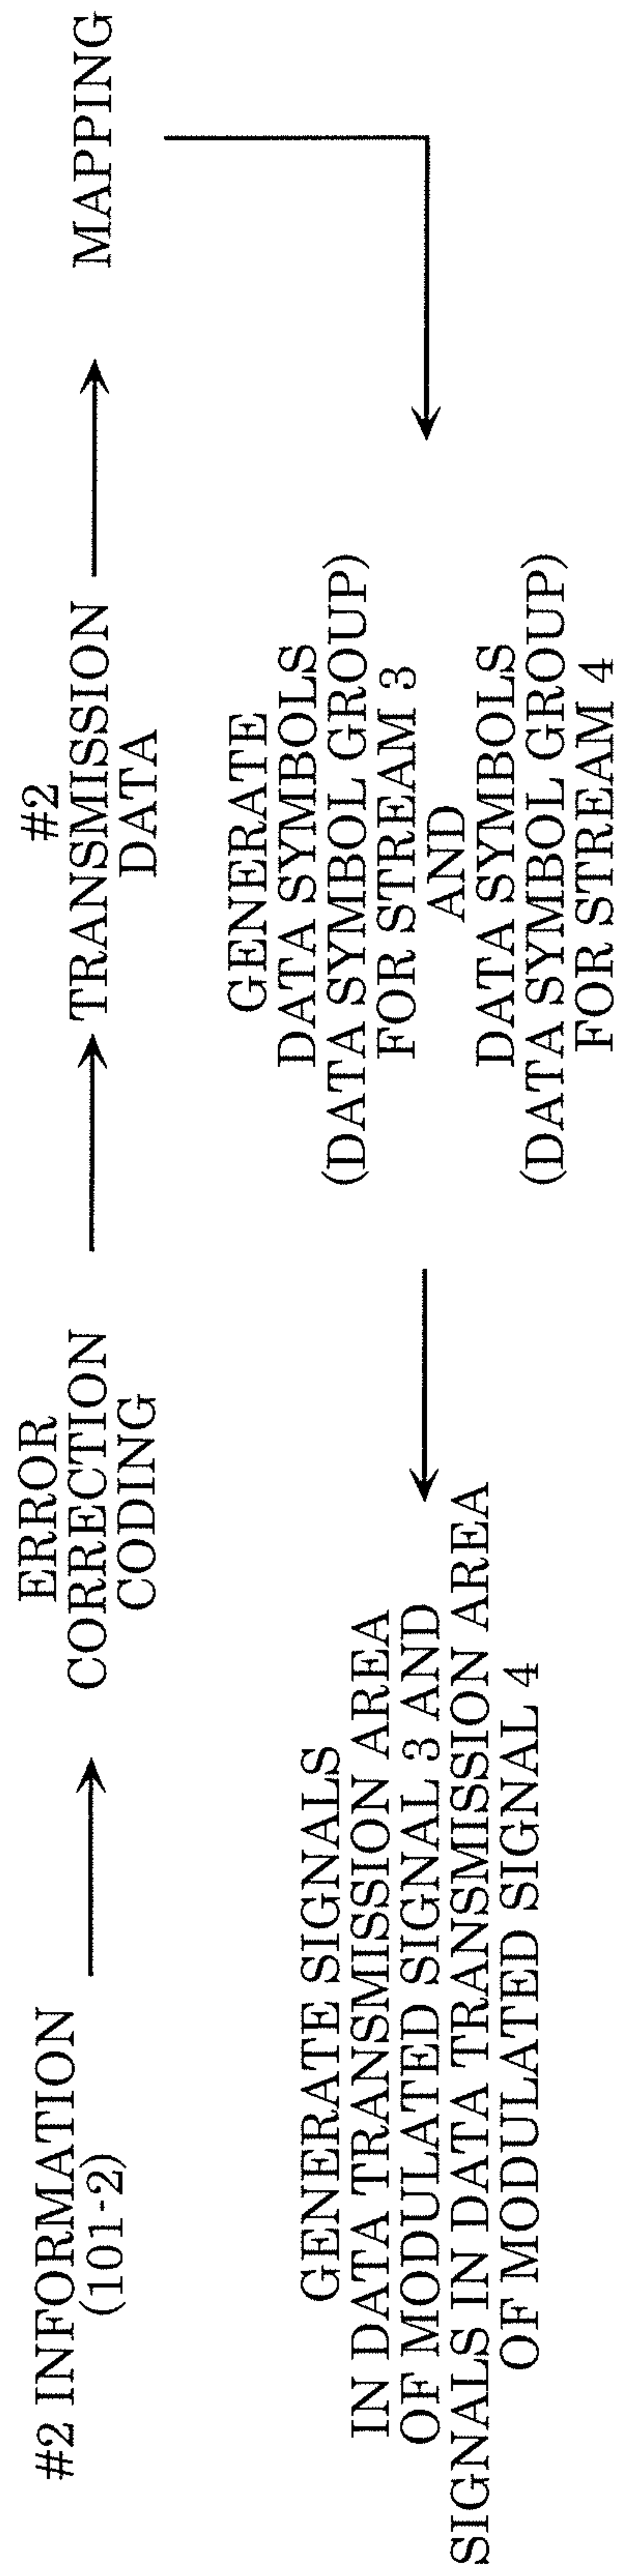 #2 INFORMATION
(101-2)
ERROR
CORRECTION
CODING
#2
TRANSMISSION
DATA
MAPPING
GENERATE
DATA SYMBOLS
(DATA SYMBOL GROUP)
FOR STREAM 3
AND
DATA SYMBOLS
(DATA SYMBOL GROUP)
FOR STREAM 4
GENERATE SIGNALS
IN DATA TRANSMISSION AREA
OF MODULATED SIGNAL 3 AND
SIGNALS IN DATA TRANSMISSION AREA
OF MODULATED SIGNAL 4